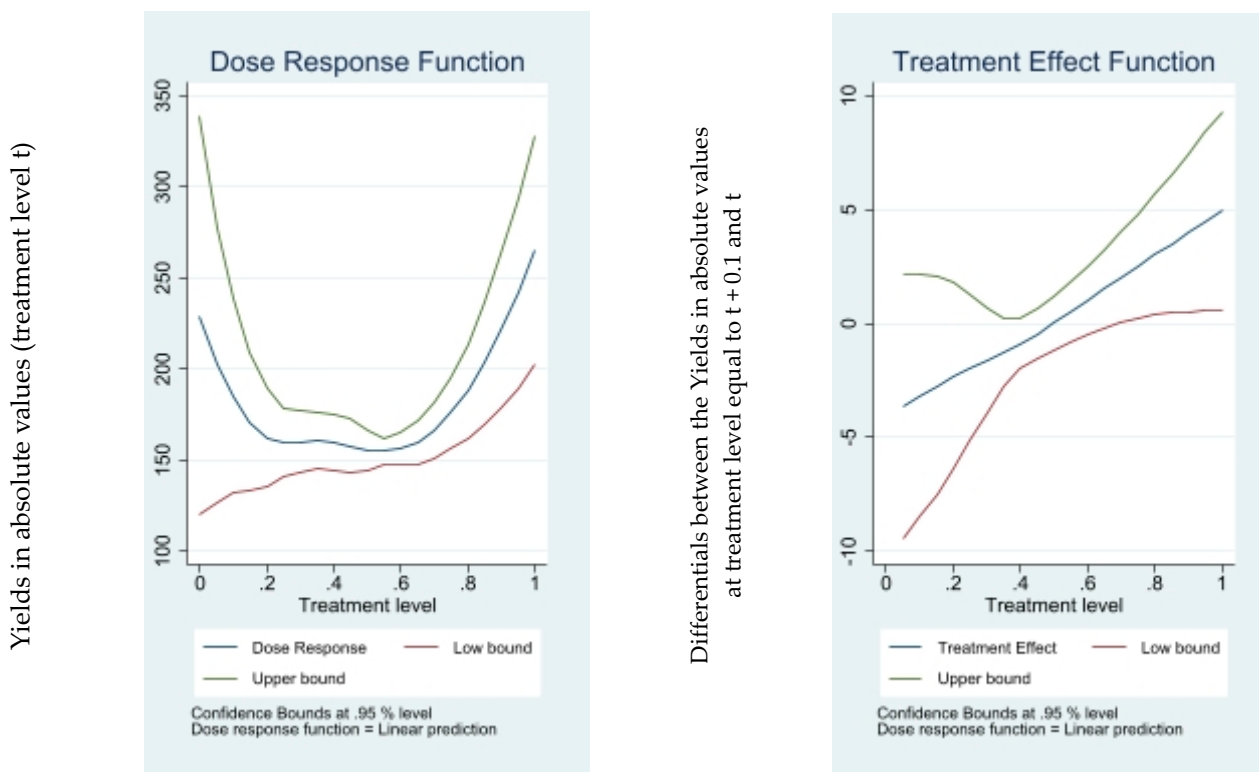 Yields in absolute values (treatment level t)
Dose Response Function
350
300
250
200
150
100
0 .2 .4 .6 .8 1
Treatment level
Dose Response Low bound
Upper bound
Confidence Bounds at .95 % level
Dose response function = Linear prediction
Differentials between the Yields in absolute values
at treatment level equal to t + 0.1 and t
Treatment Effect Function
10
5
0
-5
-10
0 .2 .4 .6 .8 1
Treatment level
Treatment Effect Low bound
Upper bound
Confidence Bounds at .95 % level
Dose response function = Linear prediction